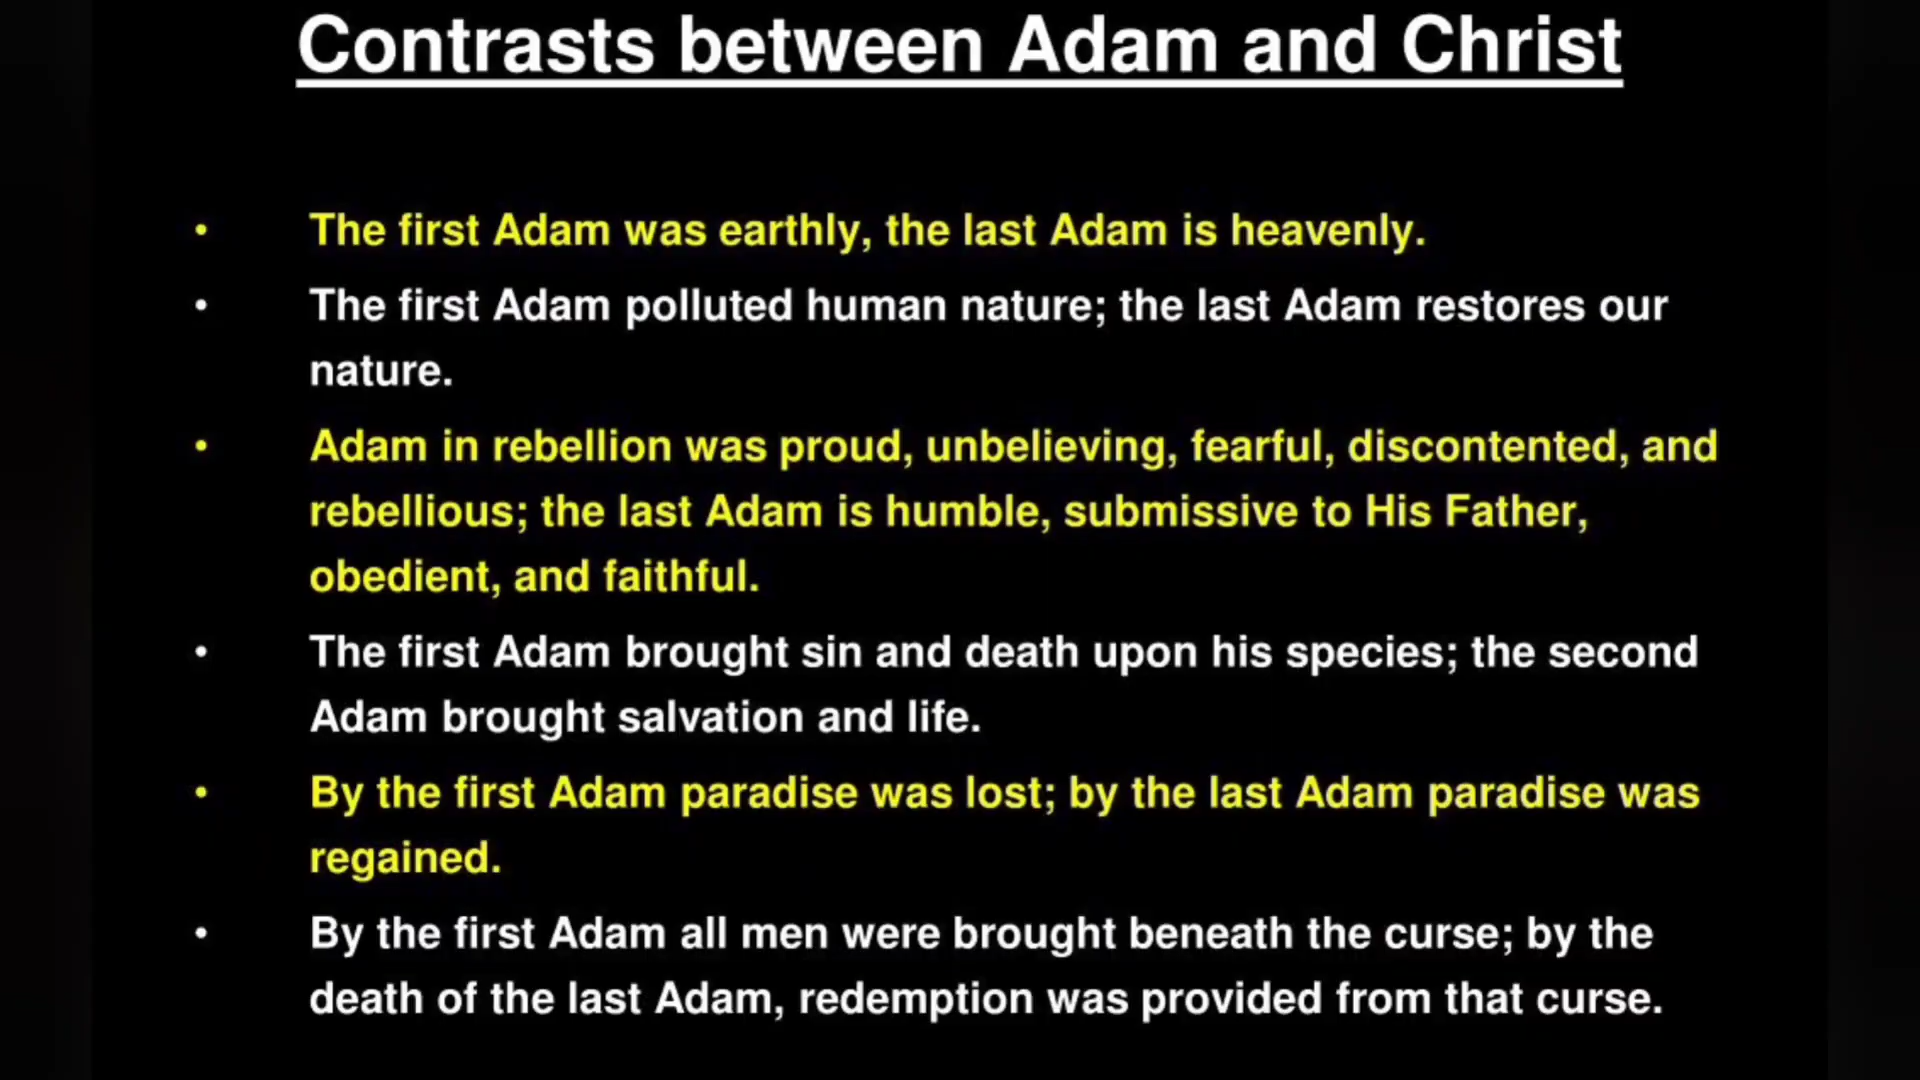 Contrasts between Adam and Christ
• The first Adam was earthly, the last Adam is heavenly.
• The first Adam polluted human nature; the last Adam restores our
nature.
• Adam in rebellion was proud, unbelieving, fearful, discontented, and
rebellious; the last Adam is humble, submissive to His Father,
obedient, and faithful.
• The first Adam brought sin and death upon his species; the second
Adam brought salvation and life.
• By the first Adam paradise was lost; by the last Adam paradise was
regained.
• By the first Adam all men were brought beneath the curse; by the
death of the last Adam, redemption was provided from that curse.